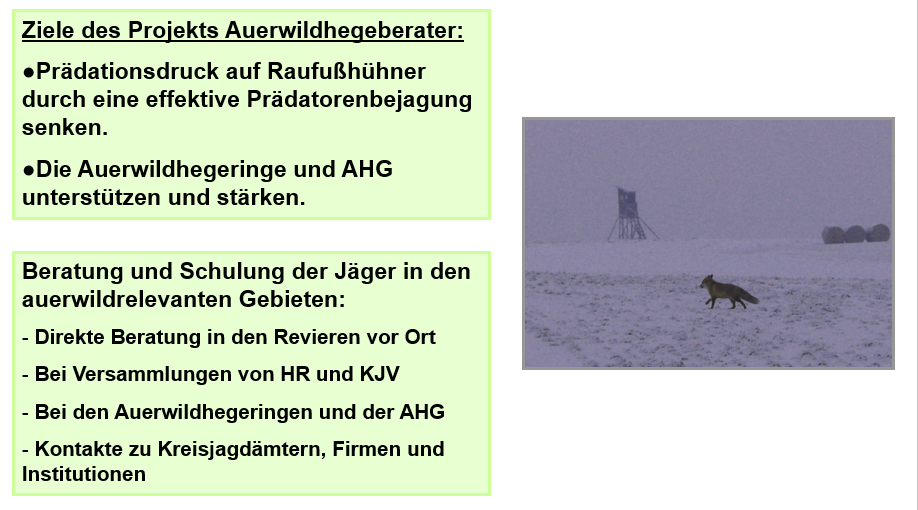 Ziele des Projekts Auerwildhegeberater:
●Prädationsdruck auf Raufußhühner
durch eine effektive Prädatorenbejagung
senken.
●Die Auerwildhegeringe und AHG
unterstützen und stärken.
Beratung und Schulung der Jäger in den
auerwildrelevanten Gebieten:
- Direkte Beratung in den Revieren vor Ort
- Bei Versammlungen von HR und KJV
- Bei den Auerwildhegeringen und der AHG
- Kontakte zu Kreisjagdämtern, Firmen und
Institutionen